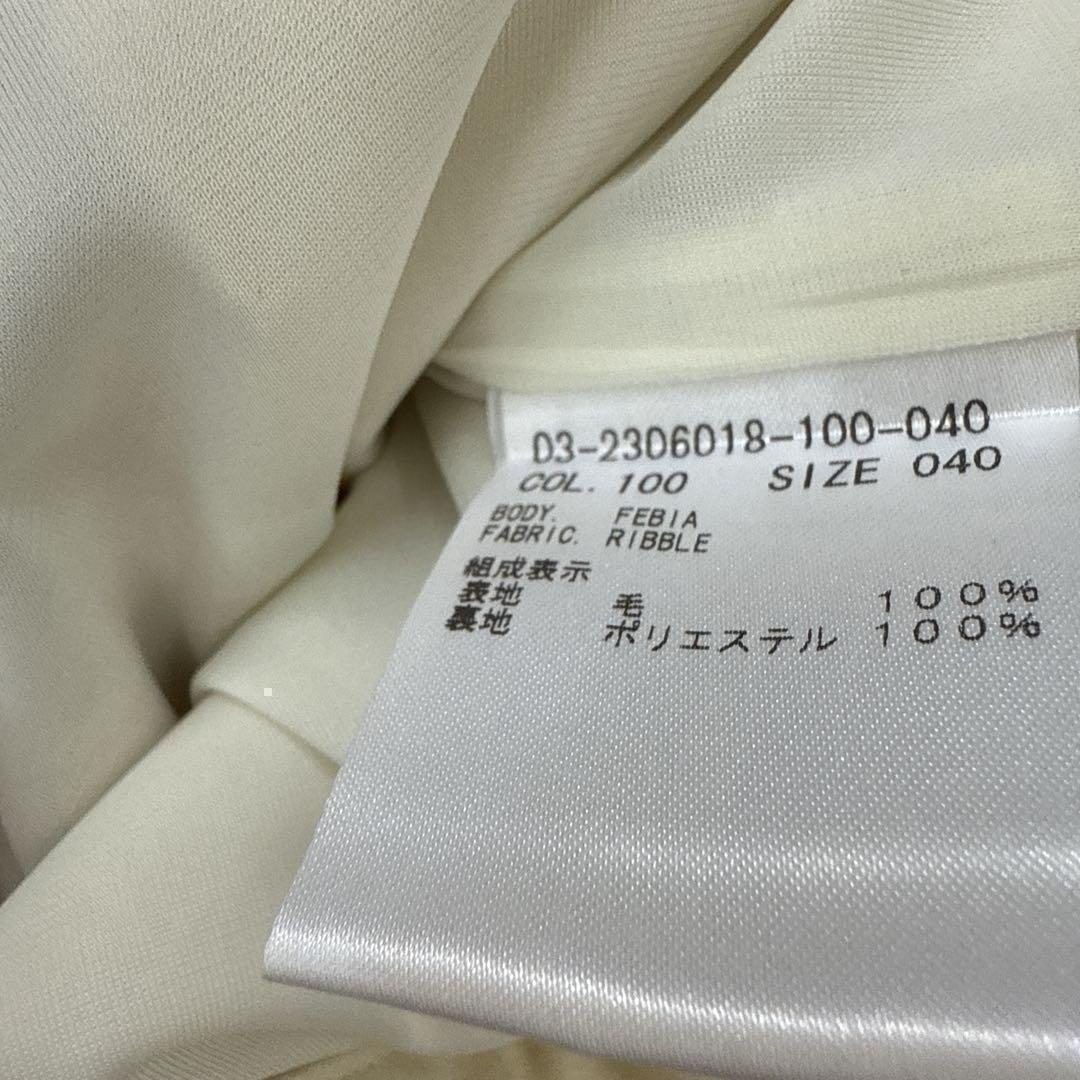 03-2306018-100-040
COL. 100 SIZE 040
BODY. FEBIA
FABRIC. RIBBLE
組成表示
表地 毛 100%
裏地 ポリエステル 100%